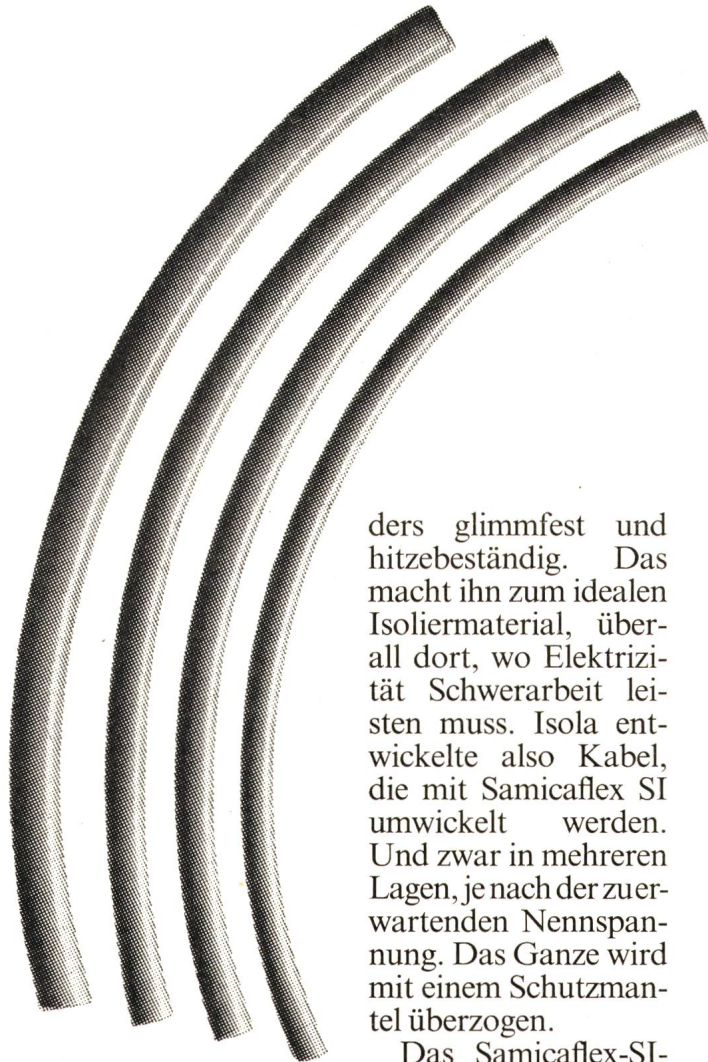 ders glimmfest und
hitzebeständig. Das
macht ihn zum idealen
Isoliermaterial, über-
all dort, wo Elektrizi-
tät Schwerarbeit lei-
sten muss. Isola ent-
wickelte also Kabel,
die mit Samicaflex SI
umwickelt werden.
Und zwar in mehreren
Lagen, je nach der zu er-
wartenden Nennspan-
nung. Das Ganze wird
mit einem Schutzman-
tel überzogen.
Das Samicaflex-SI-